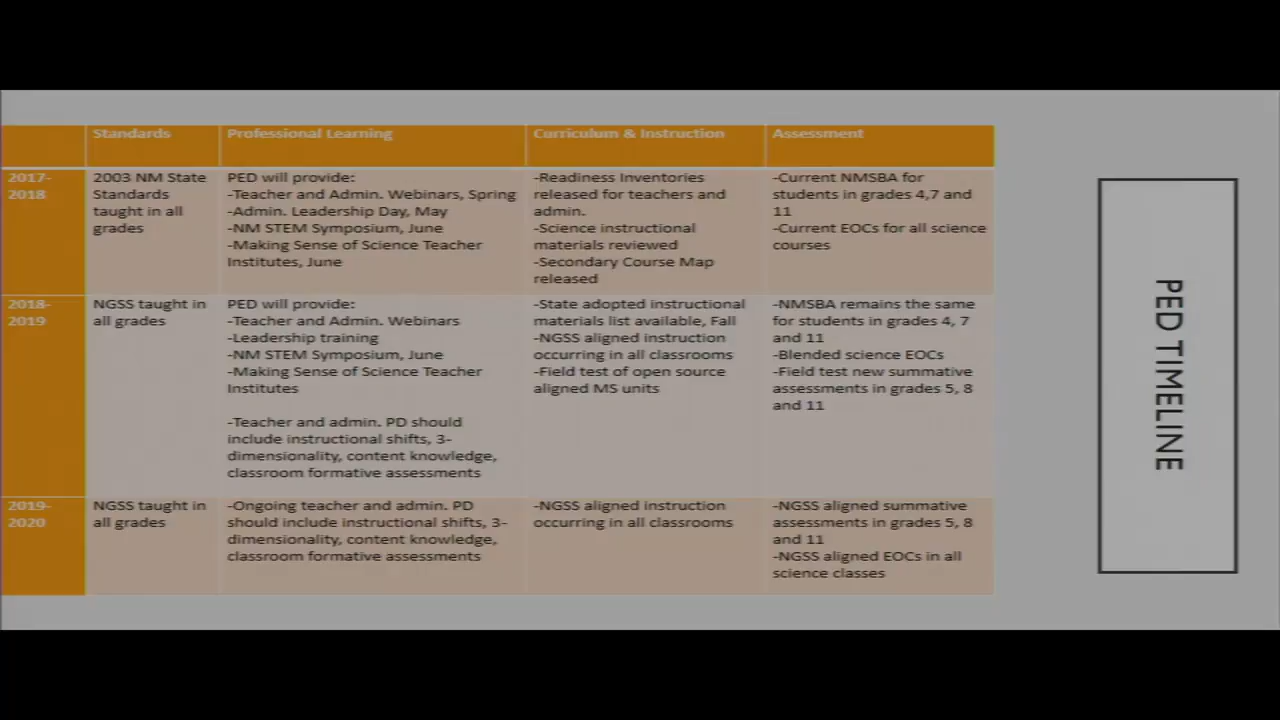 Standards
Professional Learning
Curriculum & Instruction
Assessment
2017-
2018
2003 NM State
Standards
taught in all
grades
PED will provide:
-Teacher and Admin. Webinars, Spring
-Admin. Leadership Day, May
-NM STEM Symposium, June
-Making Sense of Science Teacher
Institutes, June
-Readiness Inventories
released for teachers and
admin.
-Science instructional
materials reviewed
-Secondary Course Map
released
-Current NMSBA for
students in grades 4,7 and
11
-Current EOCs for all science
courses
2018-
2019
NGSS taught in
all grades
PED will provide:
-Teacher and Admin. Webinars
-Leadership training
-NM STEM Symposium, June
-Making Sense of Science Teacher
Institutes
-Teacher and admin. PD should
include instructional shifts, 3-
dimensionality, content knowledge,
classroom formative assessments
-State adopted instructional
materials list available, Fall
-NGSS aligned instruction
occurring in all classrooms
-Field test of open source
aligned MS units
-NMSBA remains the same
for students in grades 4, 7
and 11
-Blended science EOCs
-Field test new summative
assessments in grades 5, 8
and 11
2019-
2020
NGSS taught in
all grades
-Ongoing teacher and admin. PD
should include instructional shifts, 3-
dimensionality, content knowledge,
classroom formative assessments
-NGSS aligned instruction
occurring in all classrooms
-NGSS aligned summative
assessments in grades 5, 8
and 11
-NGSS aligned EOCs in all
science classes
PED TIMELINE